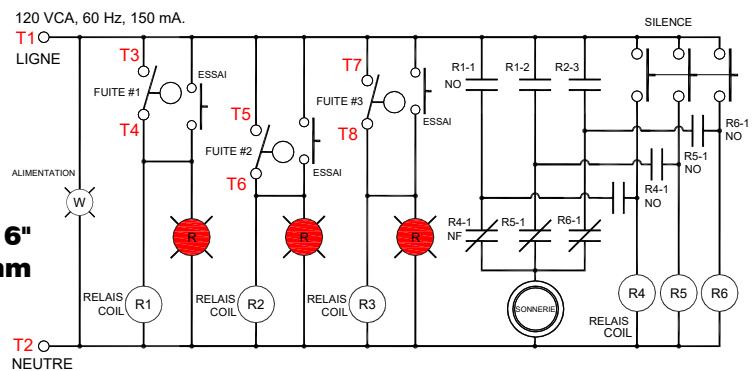 120 VCA, 60 Hz, 150 mA.
T1
LIGNE
SILENCE
T3
FUITE #1
T4
ESSAI
T5
FUITE #2
T6
ESSAI
T7
FUITE #3
T8
ESSAI
R1-1
NO
R1-2
R2-3
R6-1
NO
R5-1
NO
R4-1
NO
ALIMENTATION
W
6"
mm
R
R
R
R4-1
NF
R5-1
R6-1
RELAIS
COIL
R1
RELAIS
COIL
R2
RELAIS
COIL
R3
SONNERIE
R4
R5
R6
RELAIS
COIL
T2
NEUTRE